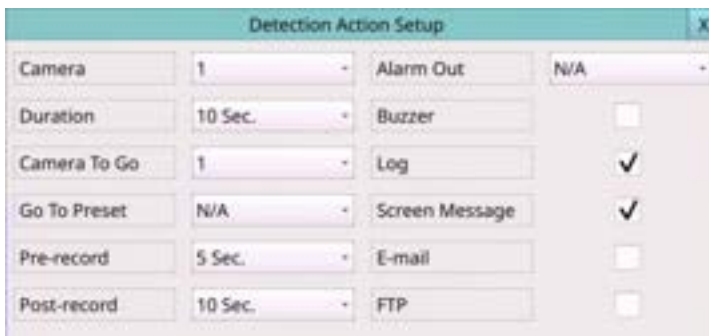 Detection Action Setup X
Camera 1 Alarm Out N/A
Duration 10 Sec. Buzzer
Camera To Go 1 Log
Go To Preset N/A Screen Message
Pre-record 5 Sec. E-mail
Post-record 10 Sec. FTP